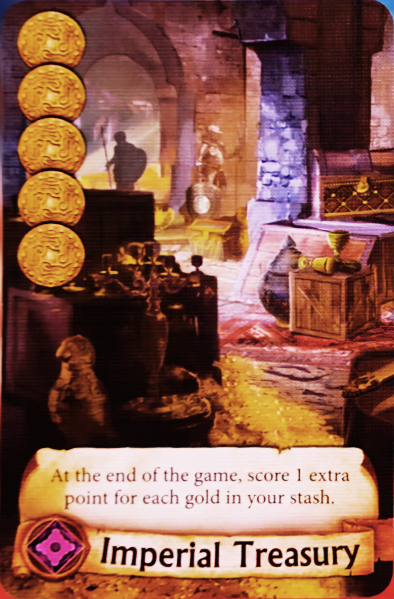 At the end of the game, score 1 extra
point for each gold in your stash.
Imperial Treasury